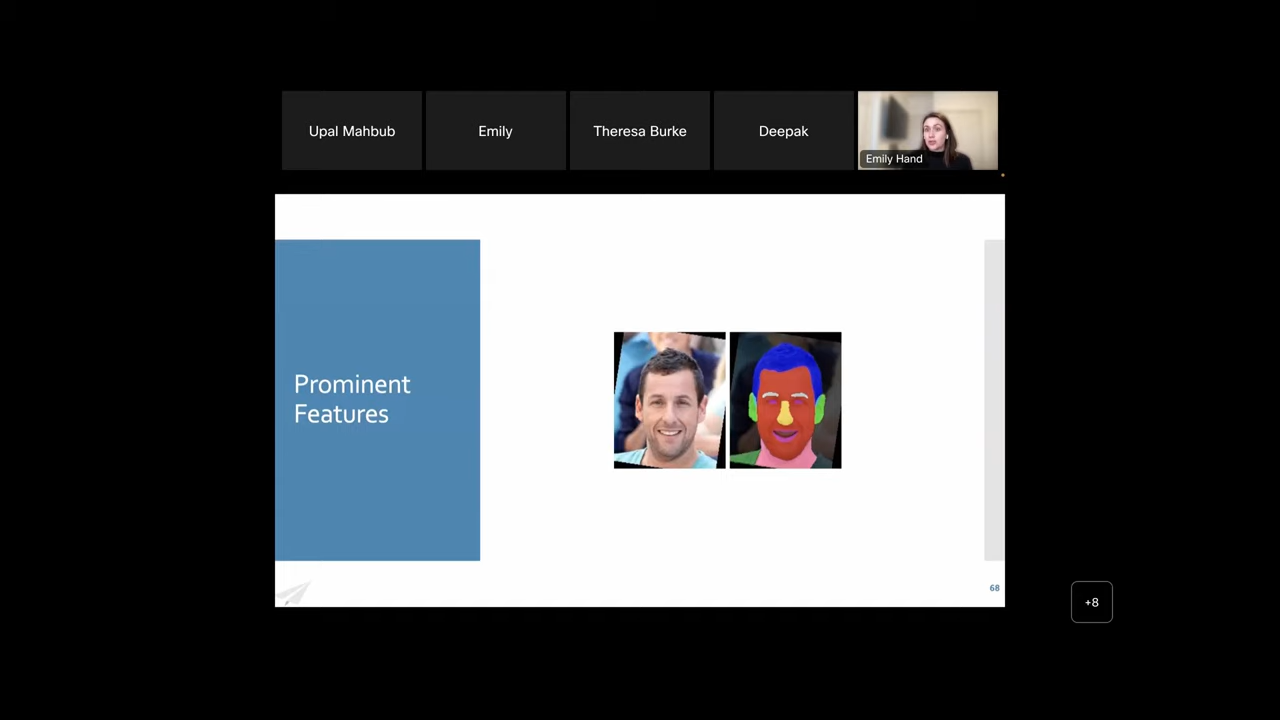 Upal Mahbub
Emily
Theresa Burke
Deepak
Emily Hand
Prominent
Features
68
+8